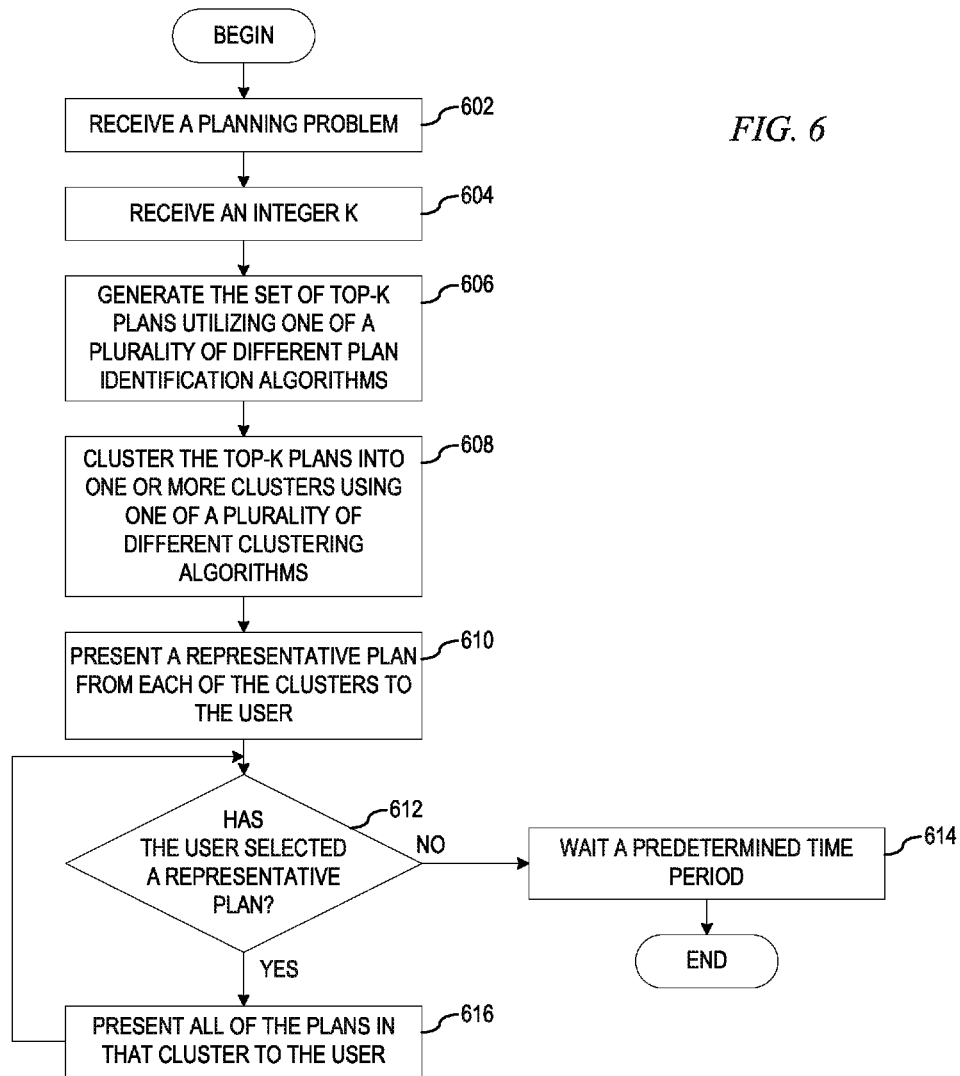 BEGIN
602
RECEIVE A PLANNING PROBLEM
FIG. 6
604
RECEIVE AN INTEGER K
606
GENERATE THE SET OF TOP-K
PLANS UTILIZING ONE OF A
PLURALITY OF DIFFERENT PLAN
IDENTIFICATION ALGORITHMS
608
CLUSTER THE TOP-K PLANS INTO
ONE OR MORE CLUSTERS USING
ONE OF A PLURALITY OF
DIFFERENT CLUSTERING
ALGORITHMS
610
PRESENT A REPRESENTATIVE PLAN
FROM EACH OF THE CLUSTERS TO
THE USER
612
HAS
THE USER SELECTED
A REPRESENTATIVE
PLAN?
NO
614
WAIT A PREDETERMINED TIME
PERIOD
END
YES
616
PRESENT ALL OF THE PLANS IN
THAT CLUSTER TO THE USER